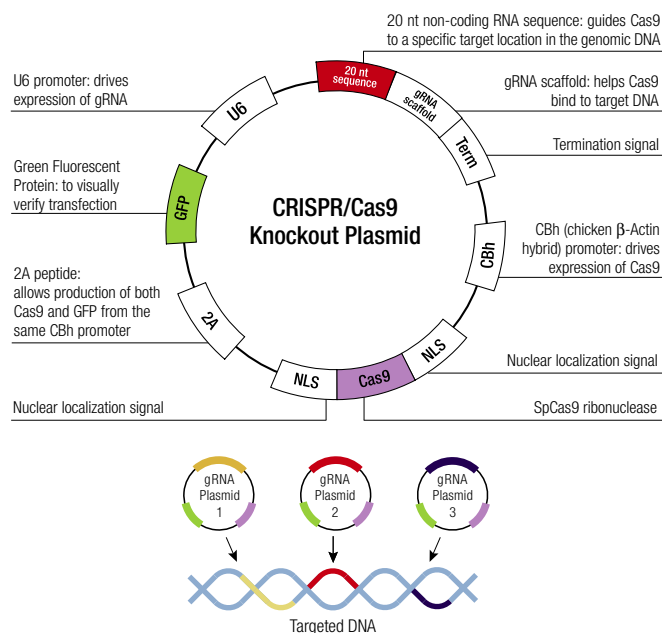 20 nt non-coding RNA sequence: guides Cas9
to a specific target location in the genomic DNA
U6 promoter: drives
expression of gRNA
gRNA scaffold: helps Cas9
bind to target DNA
Termination signal
Green Fluorescent
Protein: to visually
verify transfection
CBh (chicken β-Actin
hybrid) promoter: drives
expression of Cas9
2A peptide:
allows production of both
Cas9 and GFP from the
same CBh promoter
Nuclear localization signal
Nuclear localization signal
SpCas9 ribonuclease
20 nt
sequence
gRNA
scaffold
Term
CBh
NLS
Cas9
NLS
2A
GFP
U6
CRISPR/Cas9
Knockout Plasmid
gRNA
Plasmid
1
gRNA
Plasmid
2
gRNA
Plasmid
3
Targeted DNA